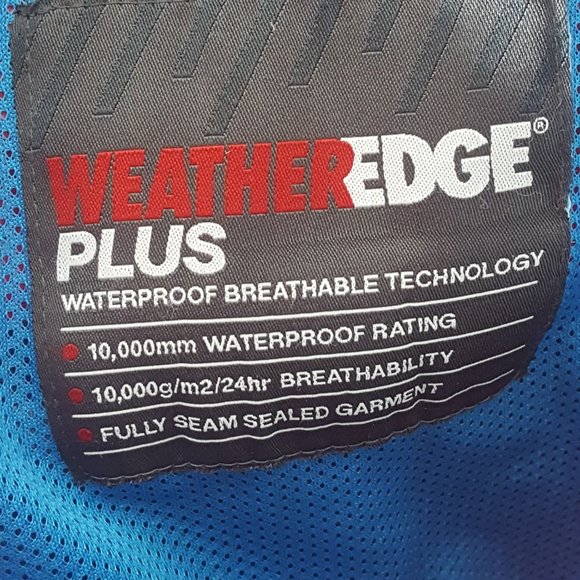 WEATHEREDGE®
PLUS
WATERPROOF BREATHABLE TECHNOLOGY
10,000mm WATERPROOF RATING
10,000g/m2/24hr BREATHABILITY
FULLY SEAM SEALED GARMENT